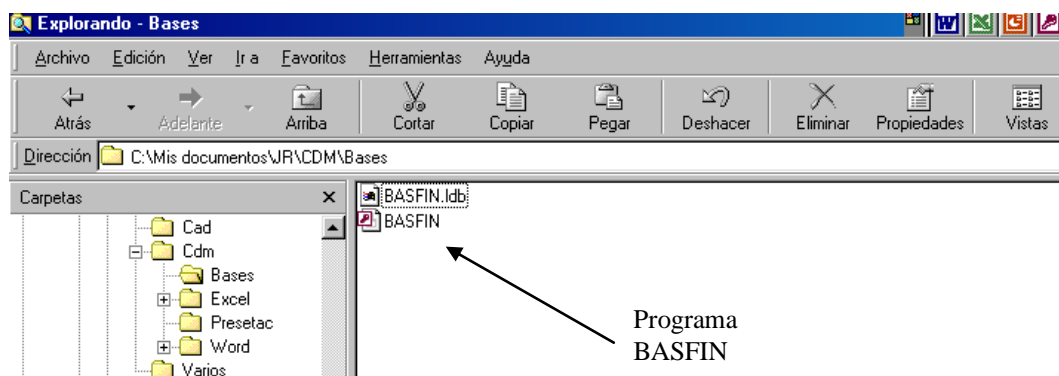 Explorando - Bases
Archivo Edición Ver Ir a Favoritos Herramientas Ayuda
Atrás Adelante Arriba Cortar Copiar Pegar Deshacer Eliminar Propiedades Vistas
Dirección C:\Mis documentos\JR\CDM\Bases
Carpetas
Cad
Cdm
Bases
Excel
Presetac
Word
Varios
BASFIN.ldb
BASFIN
Programa
BASFIN